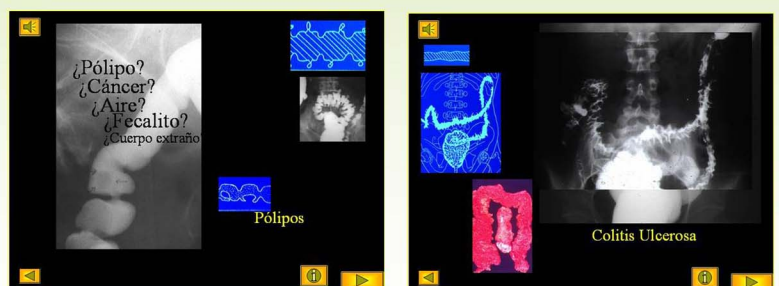 ¿Pólipo?
¿Cáncer?
¿Aire?
¿Fecalito?
¿Cuerpo extraño
Pólipos
Colitis Ulcerosa